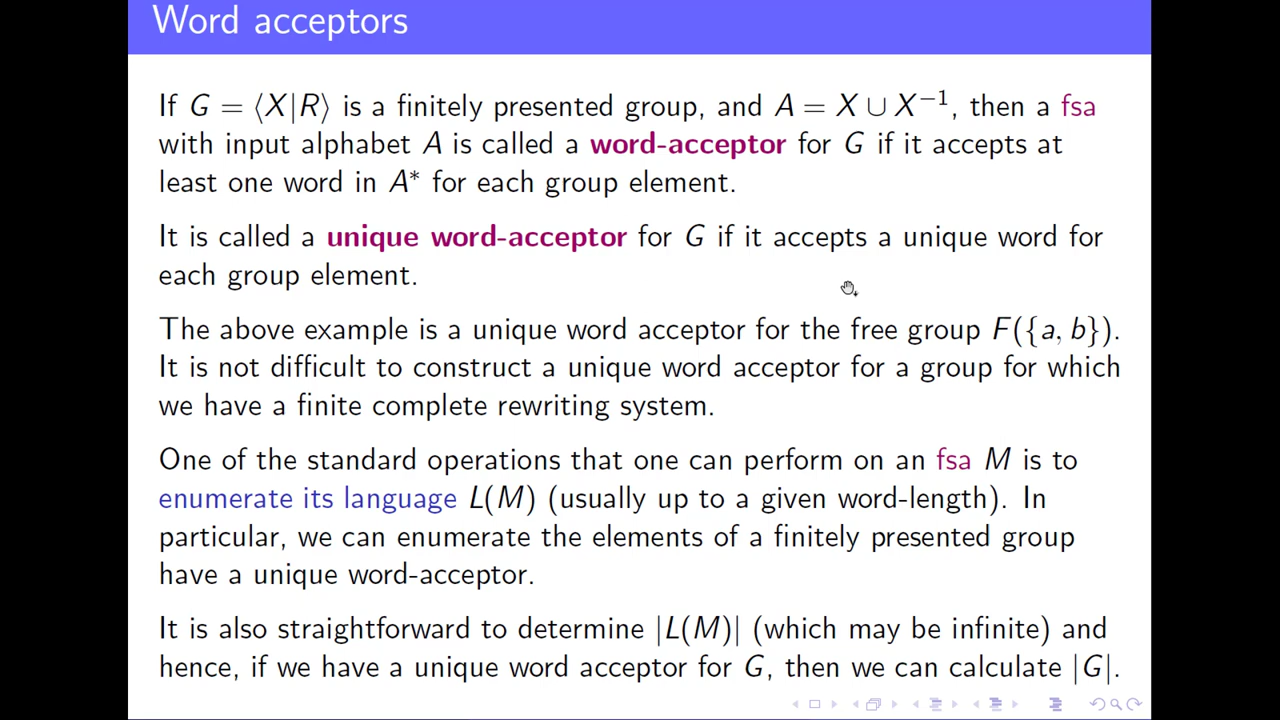 Word acceptors
If G = ⟨X|R⟩ is a finitely presented group, and A = X ∪ X⁻¹, then a fsa
with input alphabet A is called a word-acceptor for G if it accepts at
least one word in A* for each group element.
It is called a unique word-acceptor for G if it accepts a unique word for
each group element.
The above example is a unique word acceptor for the free group F({a, b}).
It is not difficult to construct a unique word acceptor for a group for which
we have a finite complete rewriting system.
One of the standard operations that one can perform on an fsa M is to
enumerate its language L(M) (usually up to a given word-length). In
particular, we can enumerate the elements of a finitely presented group
have a unique word-acceptor.
It is also straightforward to determine |L(M)| (which may be infinite) and
hence, if we have a unique word acceptor for G, then we can calculate |G|.